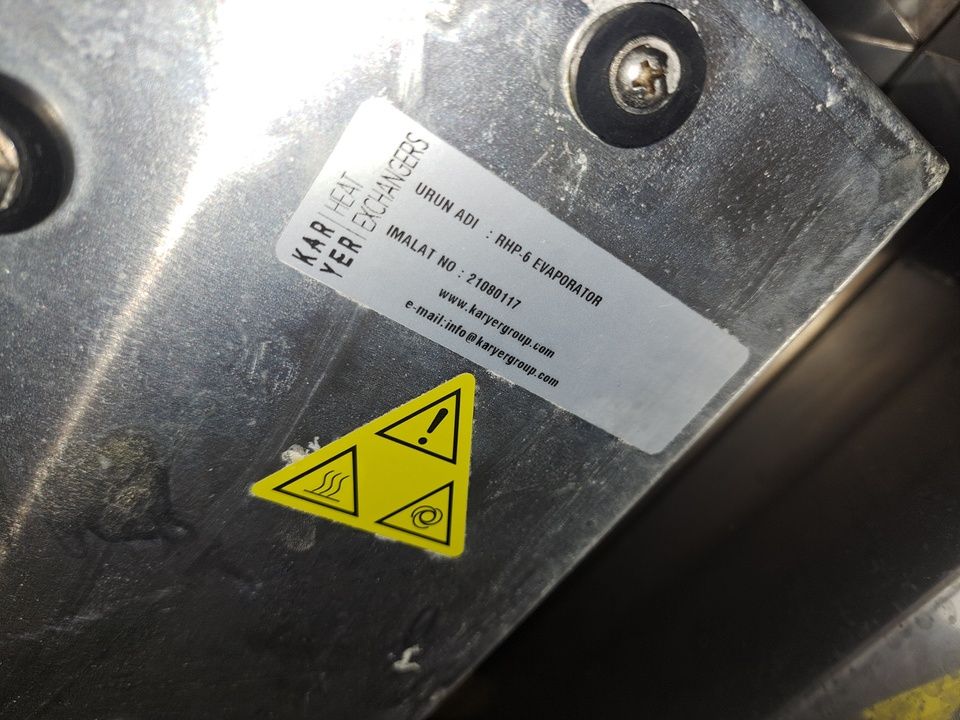 KAR HEAT
YER EXCHANGERS
URUN ADI : RHP-6 EVAPORATOR
IMALAT NO : 21080117
www.karyergroup.com
e-mail:info@karyergroup.com